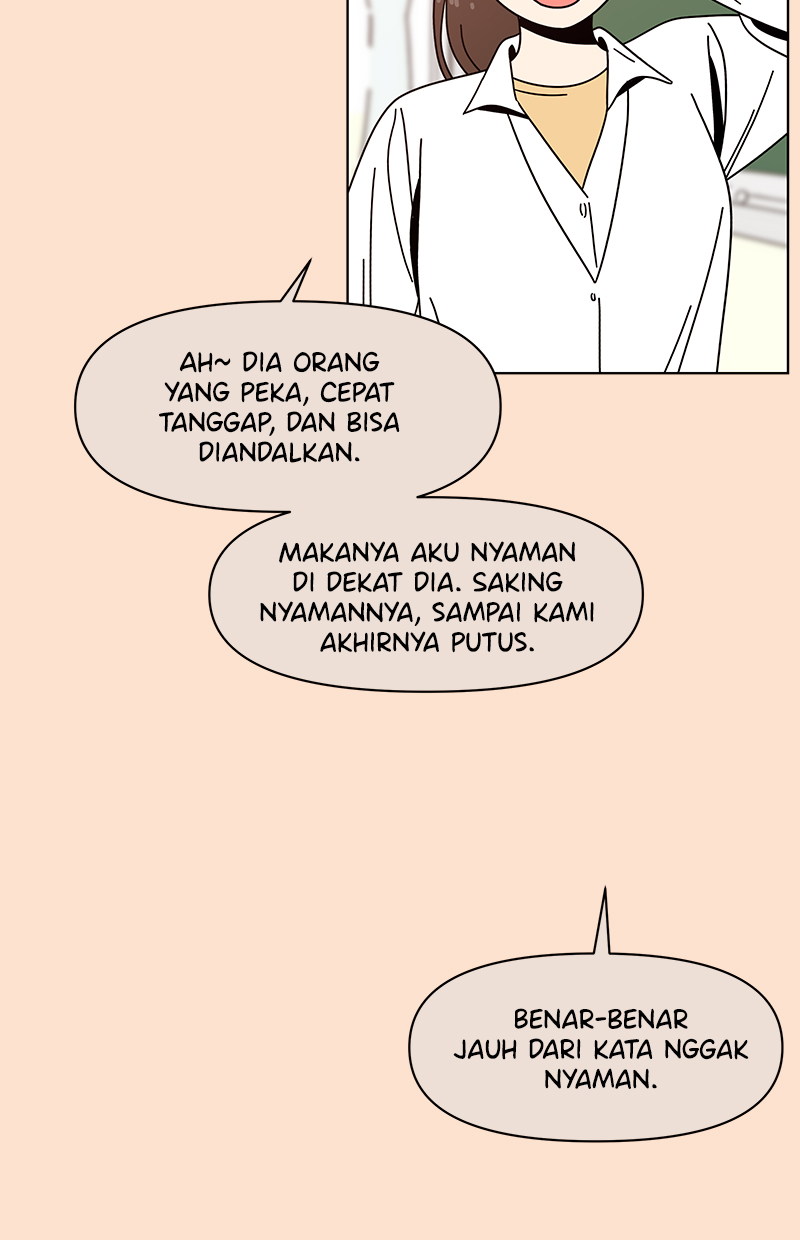 AH~ DIA ORANG
YANG PEKA, CEPAT
TANGGAP, DAN BISA
DIANDALKAN.
MAKANYA AKU NYAMAN
DI DEKAT DIA. SAKING
NYAMANNYA, SAMPAI KAMI
AKHIRNYA PUTUS.
BENAR-BENAR
JAUH DARI KATA NGGAK
NYAMAN.